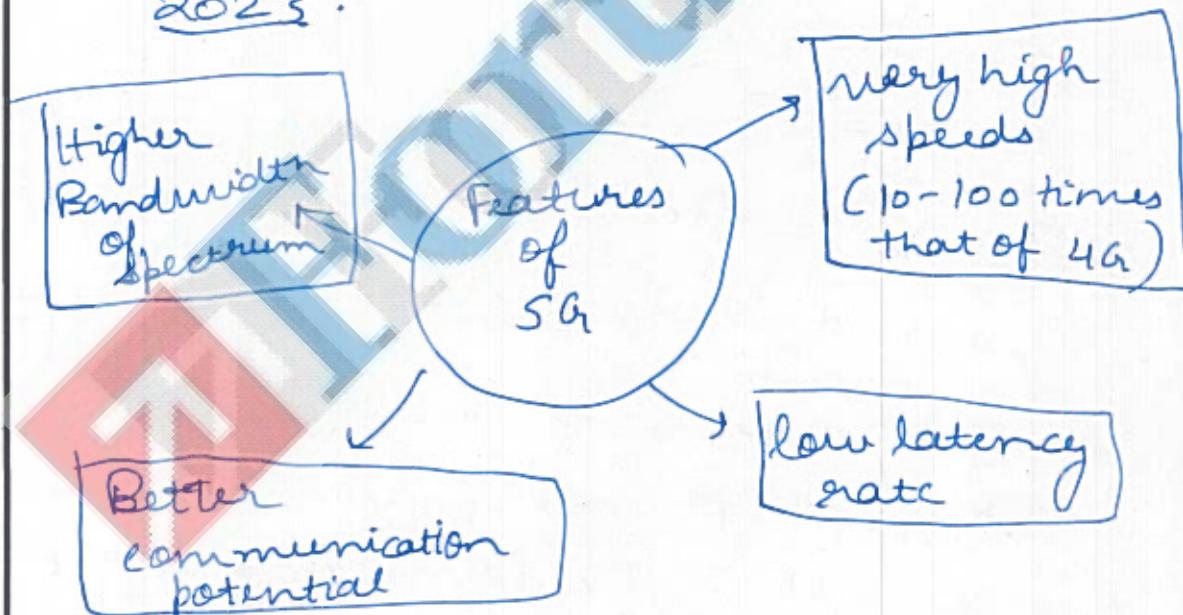 2023.
Higher
Bandwidth
of
spectrum
Features
of
5G
very high
speeds
(10-100 times
that of 4G)
Better
communication
potential
low latency
rate